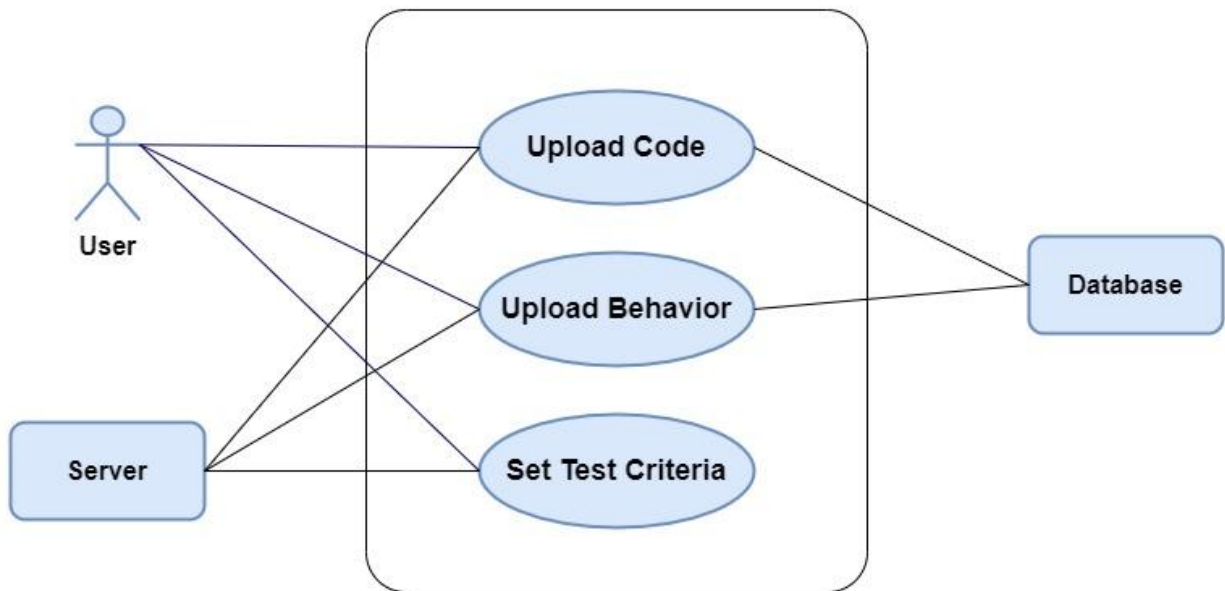 Upload Code
User
Upload Behavior
Database
Server
Set Test Criteria